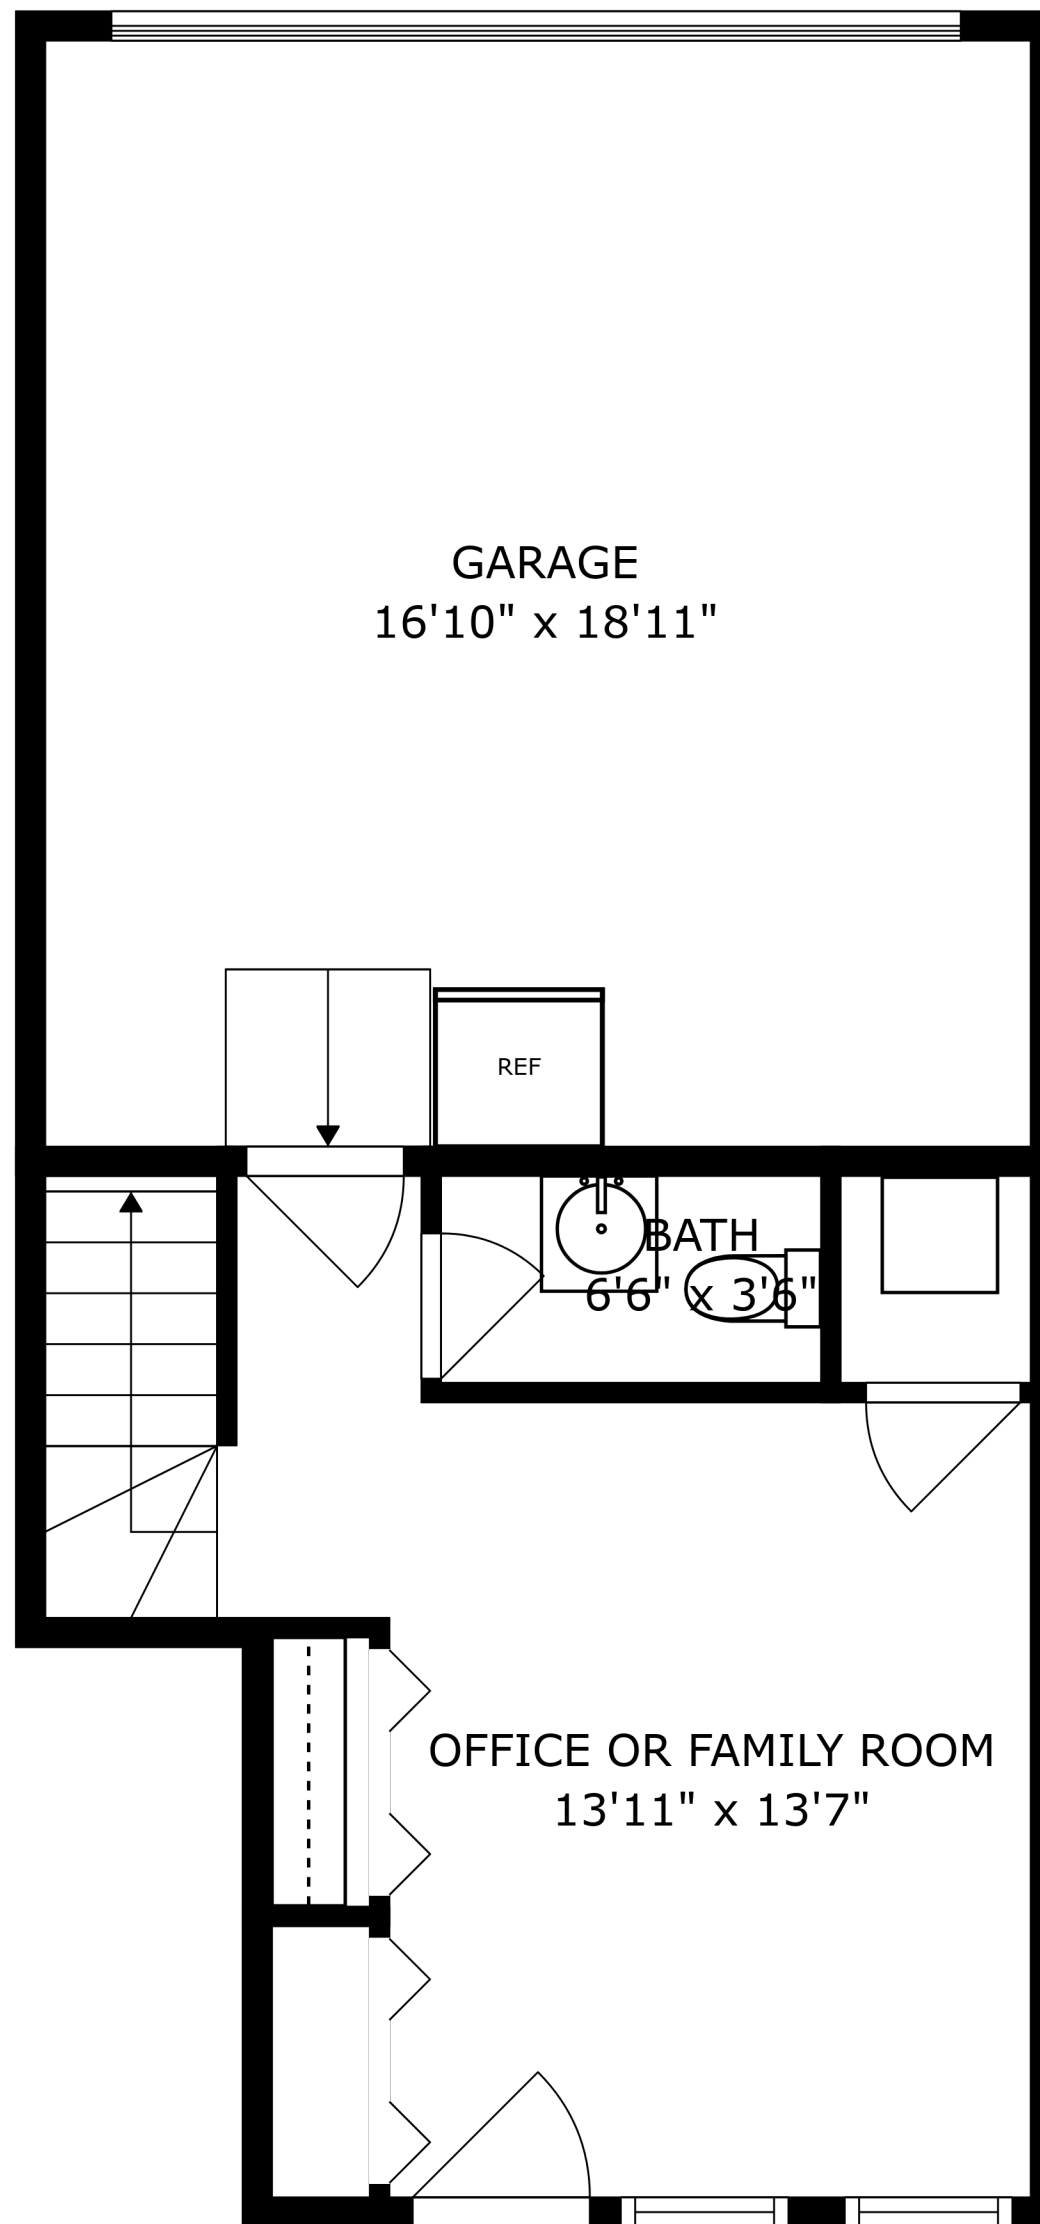 GARAGE
16'10" x 18'11"
REF
BATH
6'6" x 3'6"
OFFICE OR FAMILY ROOM
13'11" x 13'7"